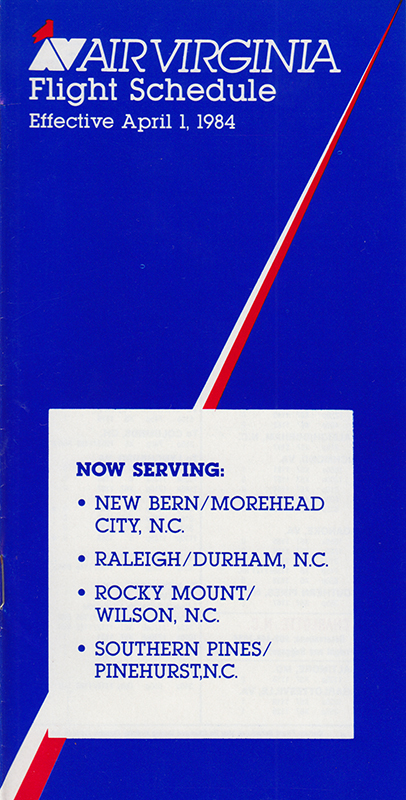 AIR VIRGINIA
Flight Schedule
Effective April 1, 1984
NOW SERVING:
• NEW BERN/MOREHEAD
CITY, N.C.
• RALEIGH/DURHAM, N.C.
• ROCKY MOUNT/
WILSON, N.C.
• SOUTHERN PINES/
PINEHURST,N.C.